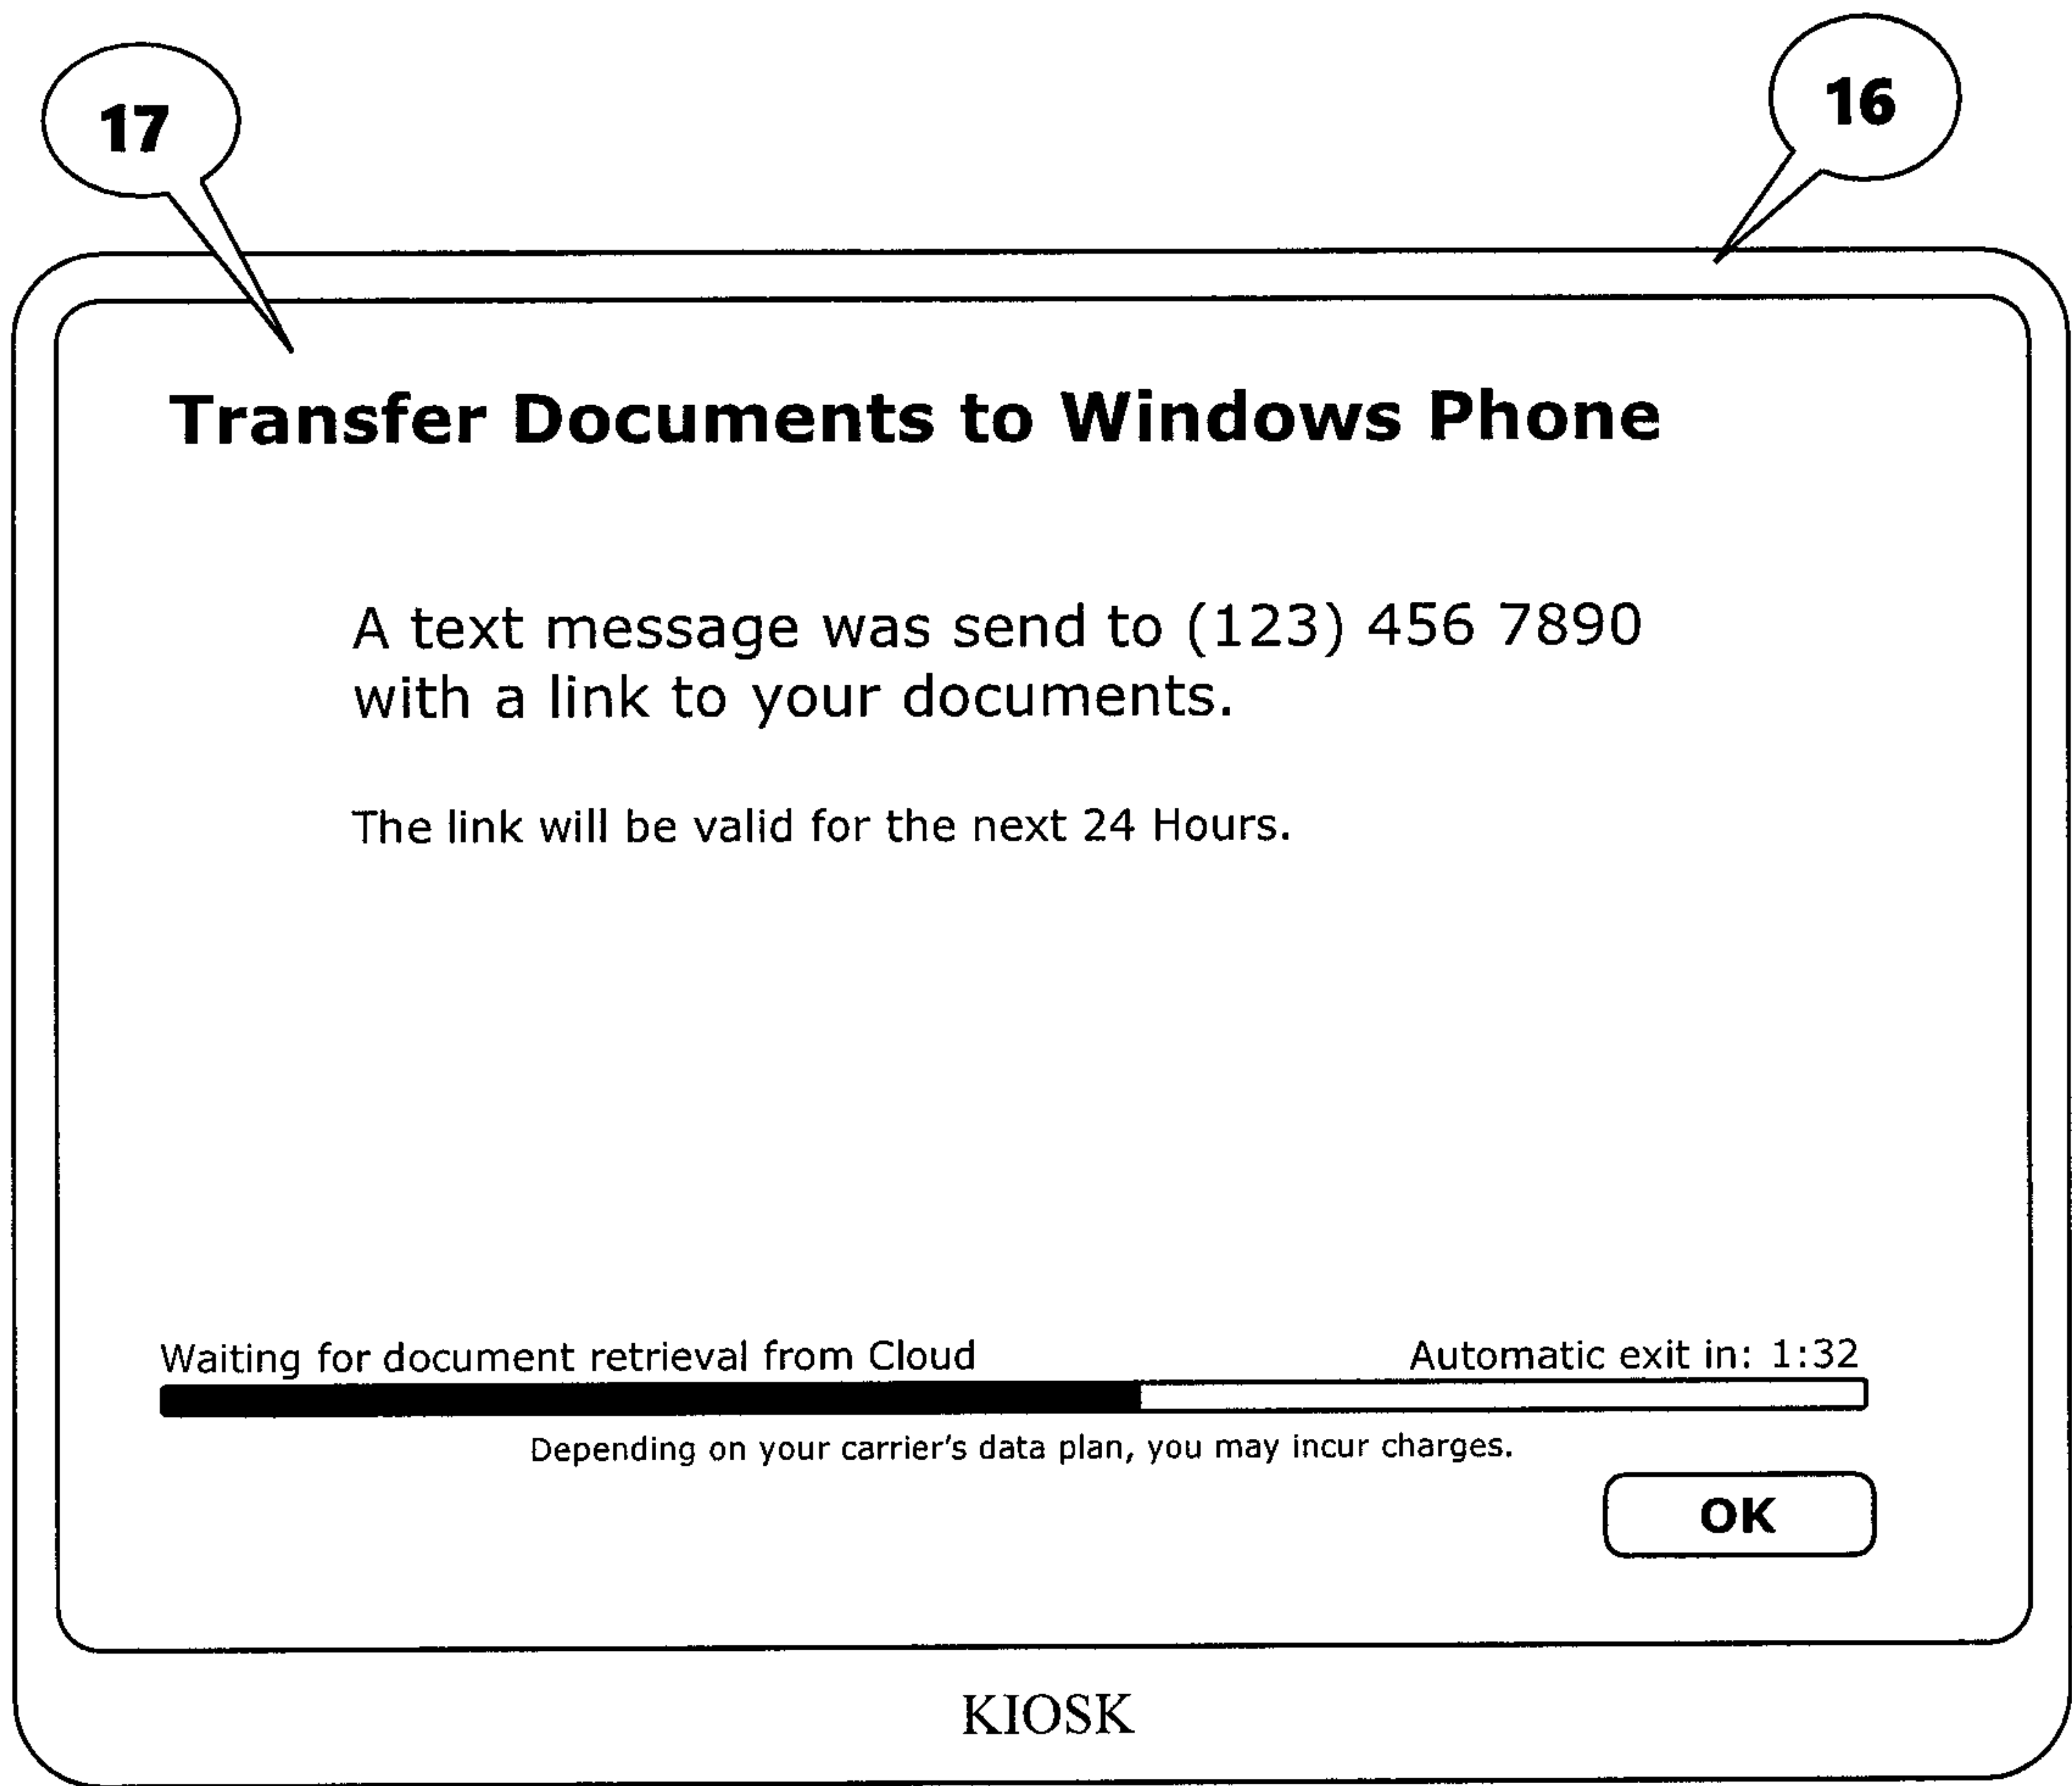 17
16
Transfer Documents to Windows Phone
A text message was send to (123) 456 7890
with a link to your documents.
The link will be valid for the next 24 Hours.
Waiting for document retrieval from Cloud
Automatic exit in: 1:32
Depending on your carrier's data plan, you may incur charges.
OK
KIOSK